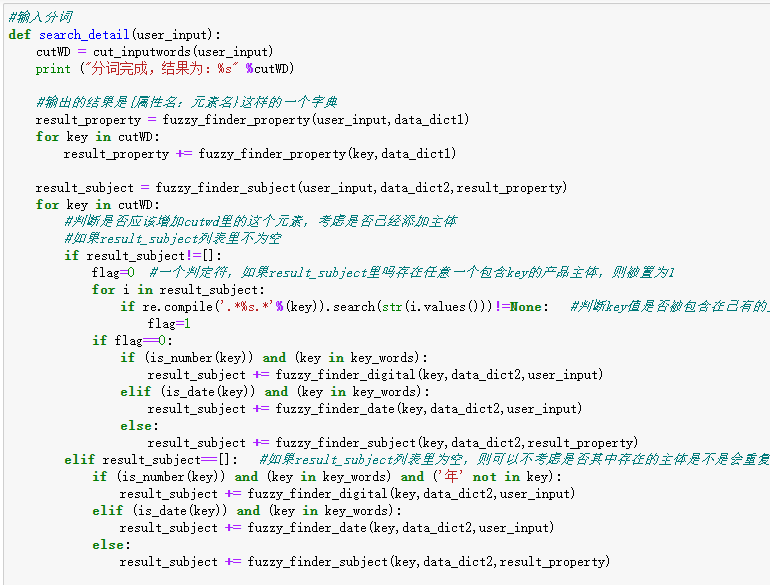 #输入分词
def search_detail(user_input):
    cutWD = cut_inputwords(user_input)
    print ("分词完成，结果为：%s" %cutWD)

    #输出的结果是{属性名：元素名}这样的一个字典
    result_property = fuzzy_finder_property(user_input,data_dict1)
    for key in cutWD:
        result_property += fuzzy_finder_property(key,data_dict1)

    result_subject = fuzzy_finder_subject(user_input,data_dict2,result_property)
    for key in cutWD:
        #判断是否应该增加cutwd里的这个元素，考虑是否已经添加主体
        #如果result_subject列表里不为空
        if result_subject!=[]:
            flag=0  #一个判定符，如果result_subject里吗存在任意一个包含key的产品主体，则被置为1
            for i in result_subject:
                if re.compile('.*%s.*'%(key)).search(str(i.values()))!=None:   #判断key值是否被包含在已有的
                    flag=1
            if flag==0:
                if (is_number(key)) and (key in key_words):
                    result_subject += fuzzy_finder_digital(key,data_dict2,user_input)
                elif (is_date(key)) and (key in key_words):
                    result_subject += fuzzy_finder_date(key,data_dict2,user_input)
                else:
                    result_subject += fuzzy_finder_subject(key,data_dict2,result_property)
        elif result_subject==[]:   #如果result_subject列表里为空，则可以不考虑是否其中存在的主体是不是会重复
            if (is_number(key)) and (key in key_words) and ('年' not in key):
                result_subject += fuzzy_finder_digital(key,data_dict2,user_input)
            elif (is_date(key)) and (key in key_words):
                result_subject += fuzzy_finder_date(key,data_dict2,user_input)
            else:
                result_subject += fuzzy_finder_subject(key,data_dict2,result_property)